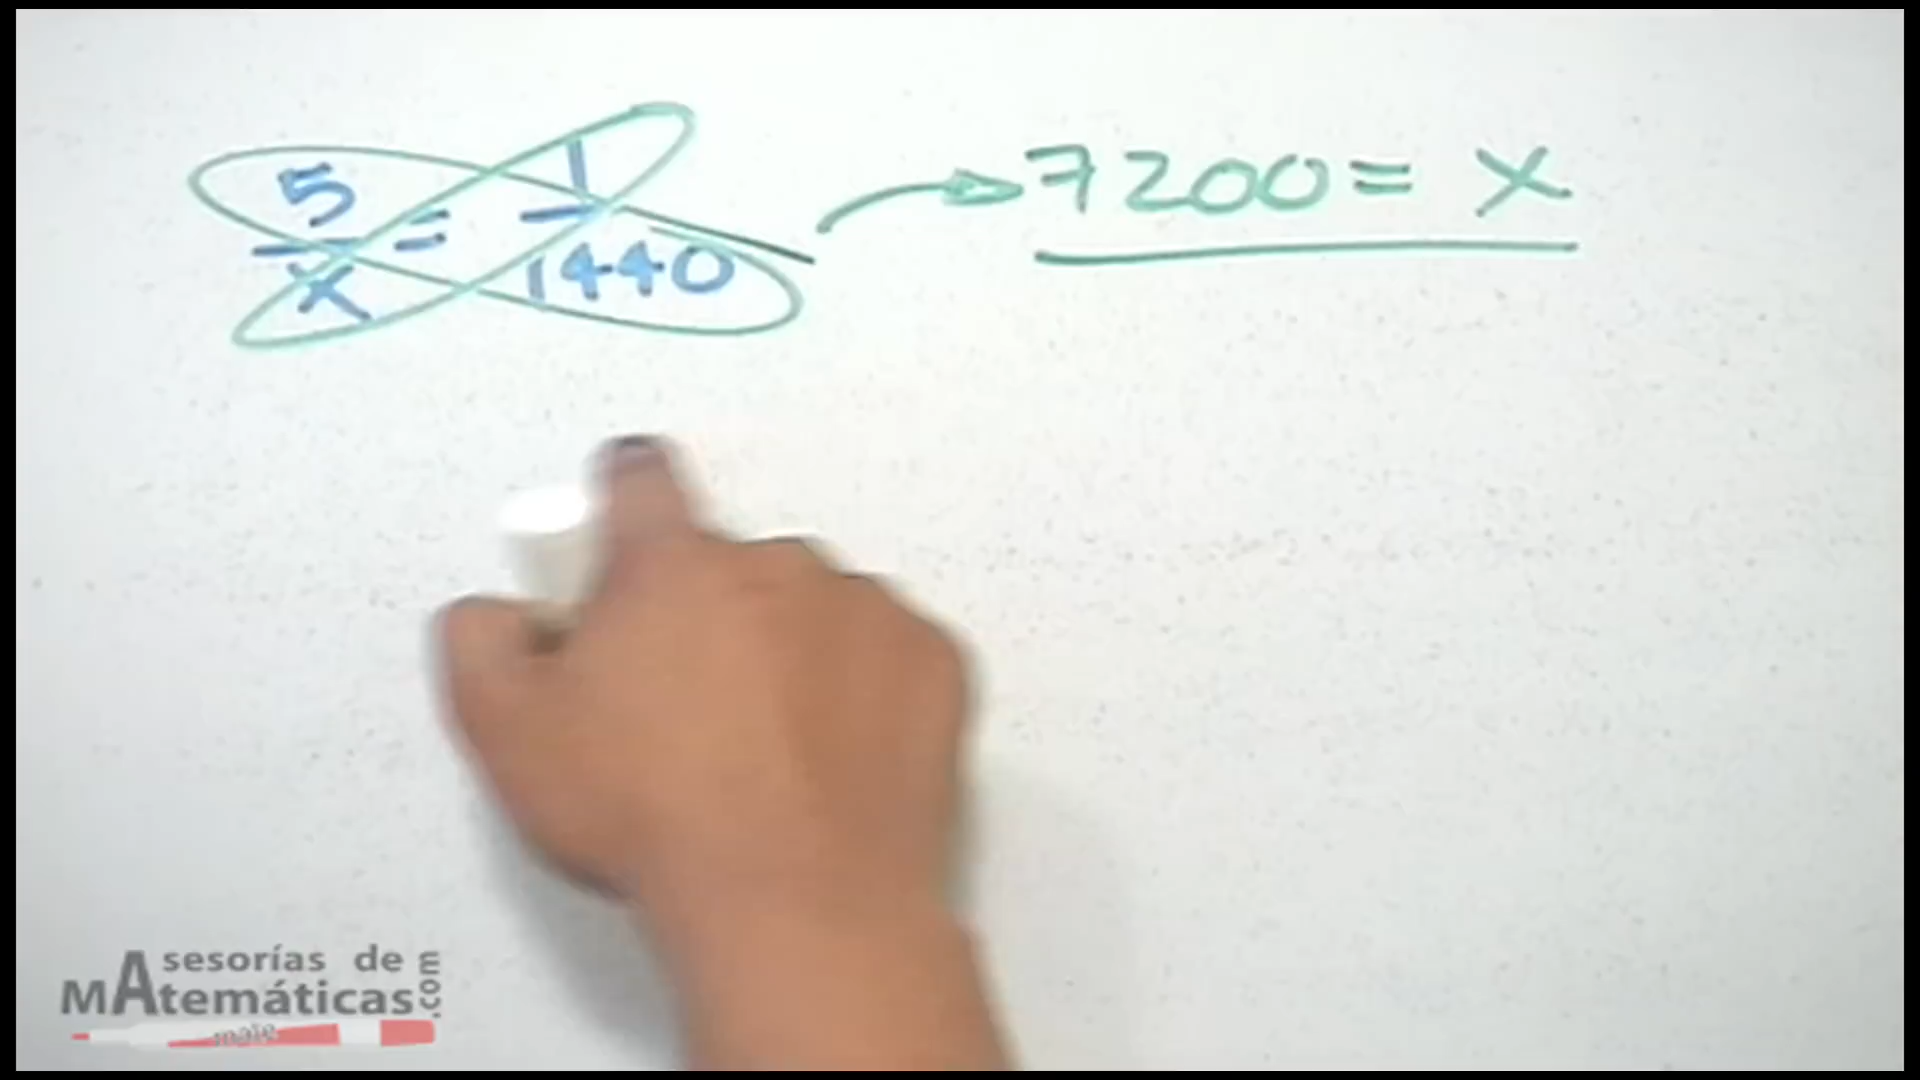 5/x = 1/1440 → 7200 = x
Asesorías de
MAtemáticas.com